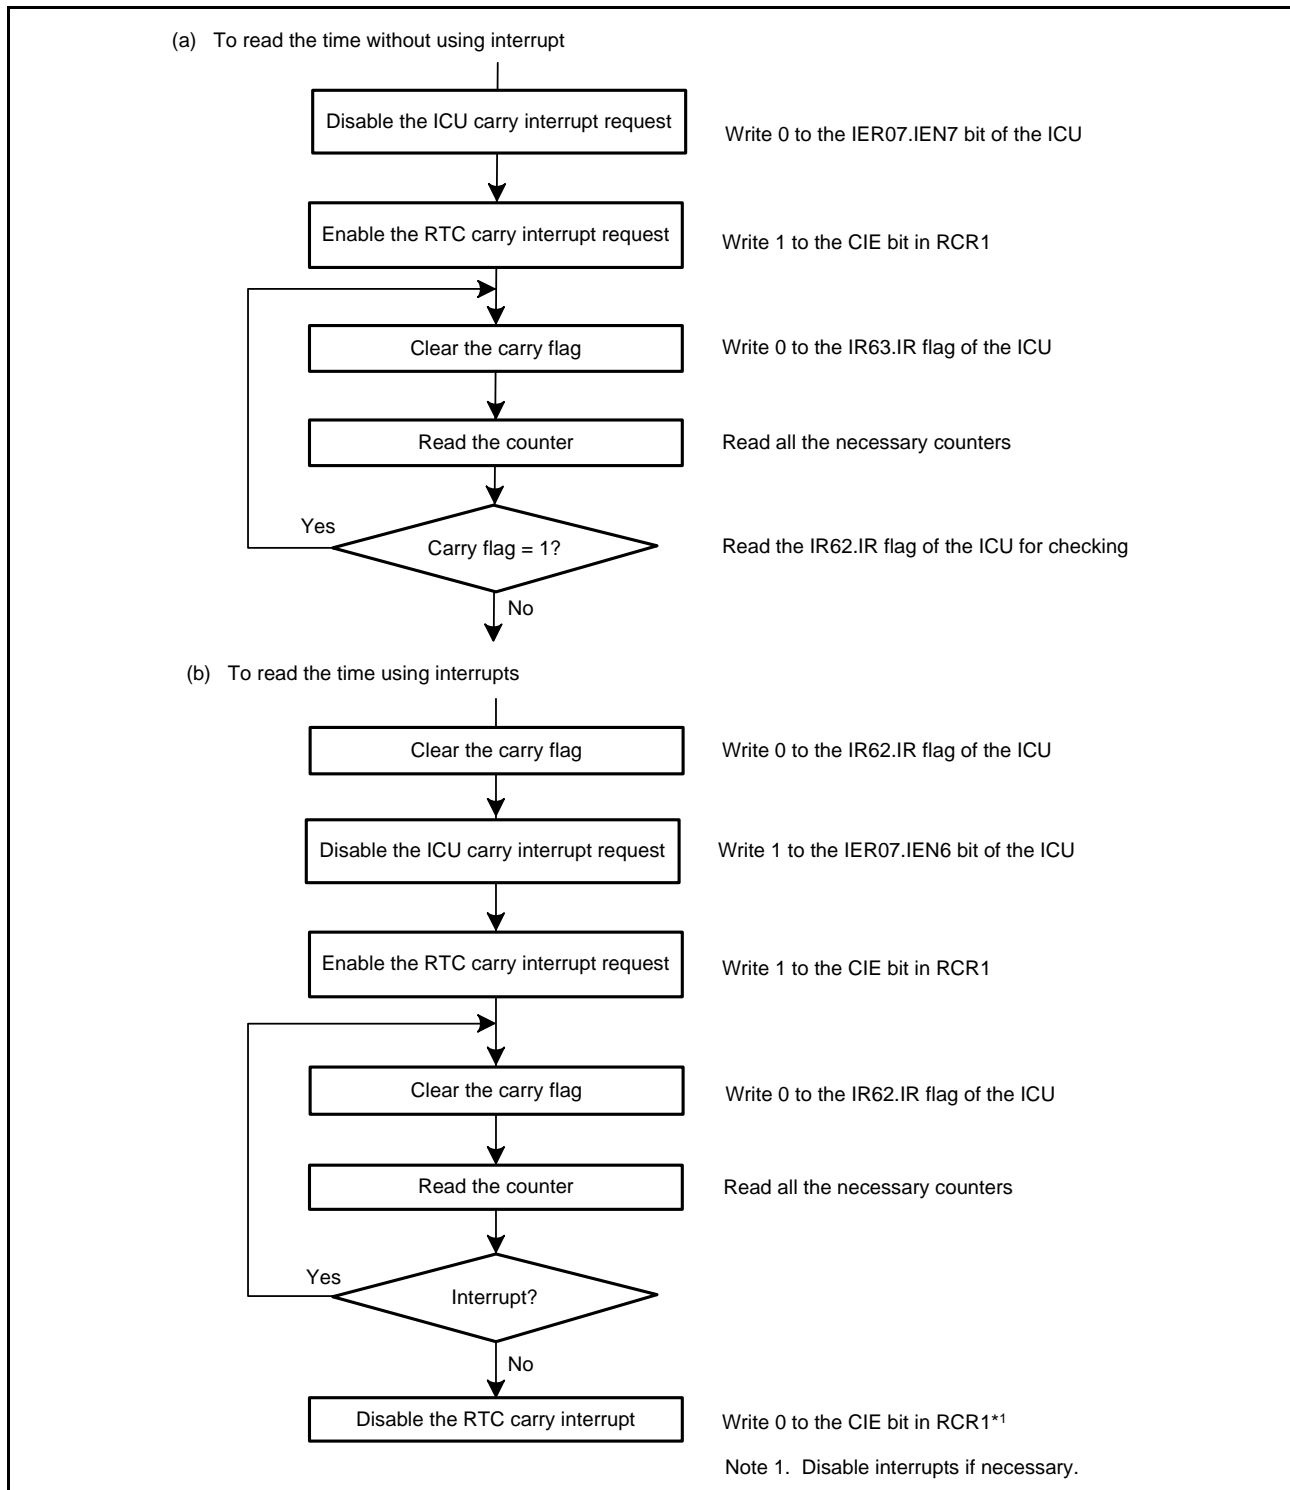 (a) To read the time without using interrupt
Disable the ICU carry interrupt request
Write 0 to the IER07.IEN7 bit of the ICU
Enable the RTC carry interrupt request
Write 1 to the CIE bit in RCR1
Clear the carry flag
Write 0 to the IR63.IR flag of the ICU
Read the counter
Read all the necessary counters
Yes
Carry flag = 1?
Read the IR62.IR flag of the ICU for checking
No
(b) To read the time using interrupts
Clear the carry flag
Write 0 to the IR62.IR flag of the ICU
Disable the ICU carry interrupt request
Write 1 to the IER07.IEN6 bit of the ICU
Enable the RTC carry interrupt request
Write 1 to the CIE bit in RCR1
Clear the carry flag
Write 0 to the IR62.IR flag of the ICU
Read the counter
Read all the necessary counters
Yes
Interrupt?
No
Disable the RTC carry interrupt
Write 0 to the CIE bit in RCR1*1
Note 1. Disable interrupts if necessary.